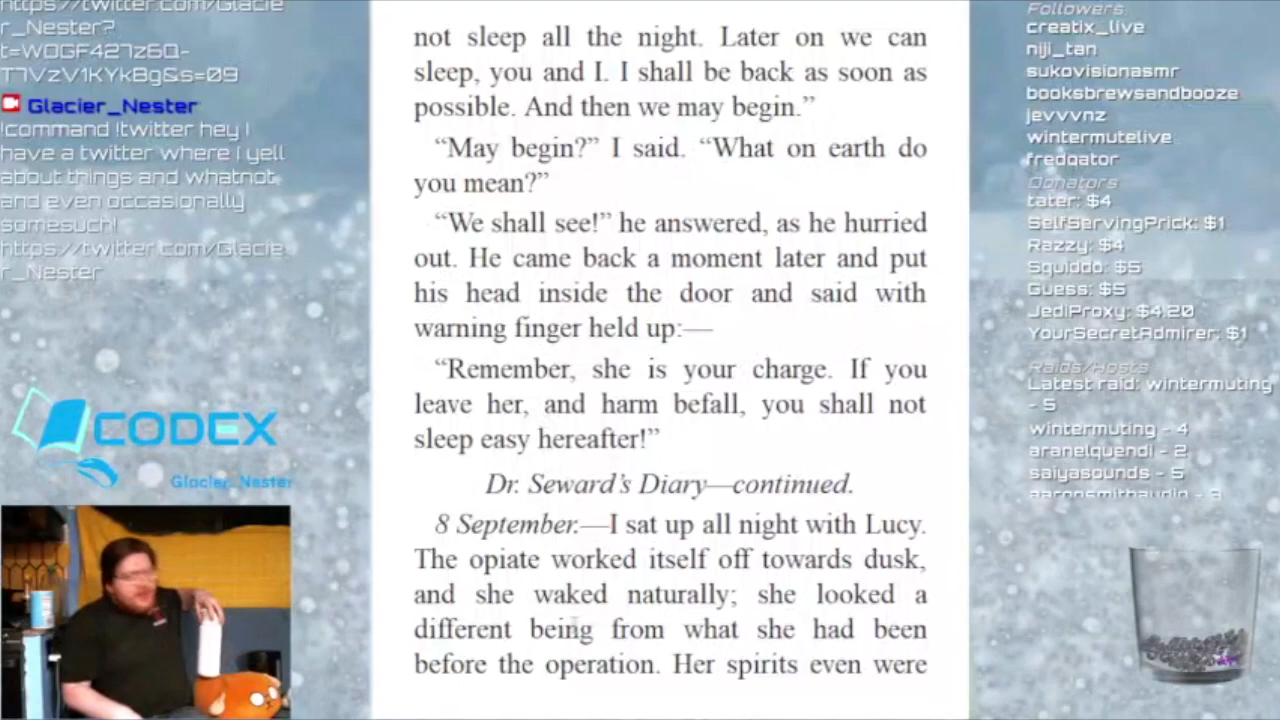 https://twitter.com/Glacie
r_Nester?
t=W0GF427z6Q-
T7VzV1KYkBg&s=09
Glacier_Nester
!command !twitter hey I
have a twitter where I yell
about things and whatnot
and even occasionally
somesuch!
https://twitter.com/Glacie
r_Nester
CODEX
Glacier_Nester
not sleep all the night. Later on we can
sleep, you and I. I shall be back as soon as
possible. And then we may begin.”
“May begin?” I said. “What on earth do
you mean?”
“We shall see!” he answered, as he hurried
out. He came back a moment later and put
his head inside the door and said with
warning finger held up:—
“Remember, she is your charge. If you
leave her, and harm befall, you shall not
sleep easy hereafter!”
Dr. Seward’s Diary—continued.
8 September.—I sat up all night with Lucy.
The opiate worked itself off towards dusk,
and she waked naturally; she looked a
different being from what she had been
before the operation. Her spirits even were
Followers
creatix_live
niji_tan
sukovisionasmr
booksbrewsandbooze
jevvvnz
wintermutelive
fredgator
Donators
tater: $4
SelfServingPrick: $1
Razzy: $4
Squiddo: $5
Guess: $5
JediProxy: $4.20
YourSecretAdmirer: $1
Raids/Hosts
Latest raid: wintermuting
- 5
wintermuting - 4
aranelquendi - 2
saiyasounds - 5